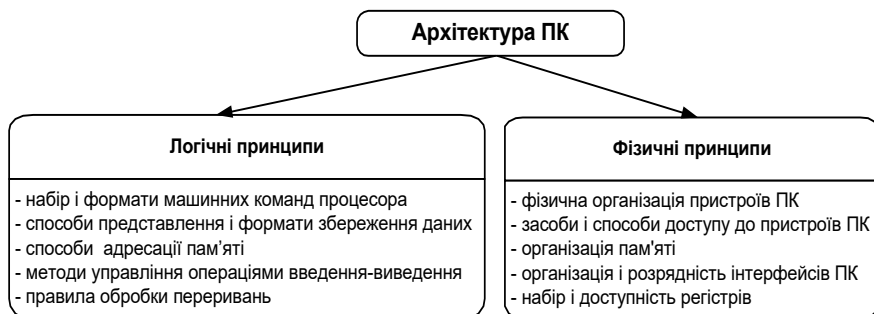 Архітектура ПК
Логічні принципи
- набір і формати машинних команд процесора
- способи представлення і формати збереження даних
- способи адресації пам’яті
- методи управління операціями введення-виведення
- правила обробки переривань
Фізичні принципи
- фізична організація пристроїв ПК
- засоби і способи доступу до пристроїв ПК
- організація пам'яті
- організація і розрядність інтерфейсів ПК
- набір і доступність регістрів